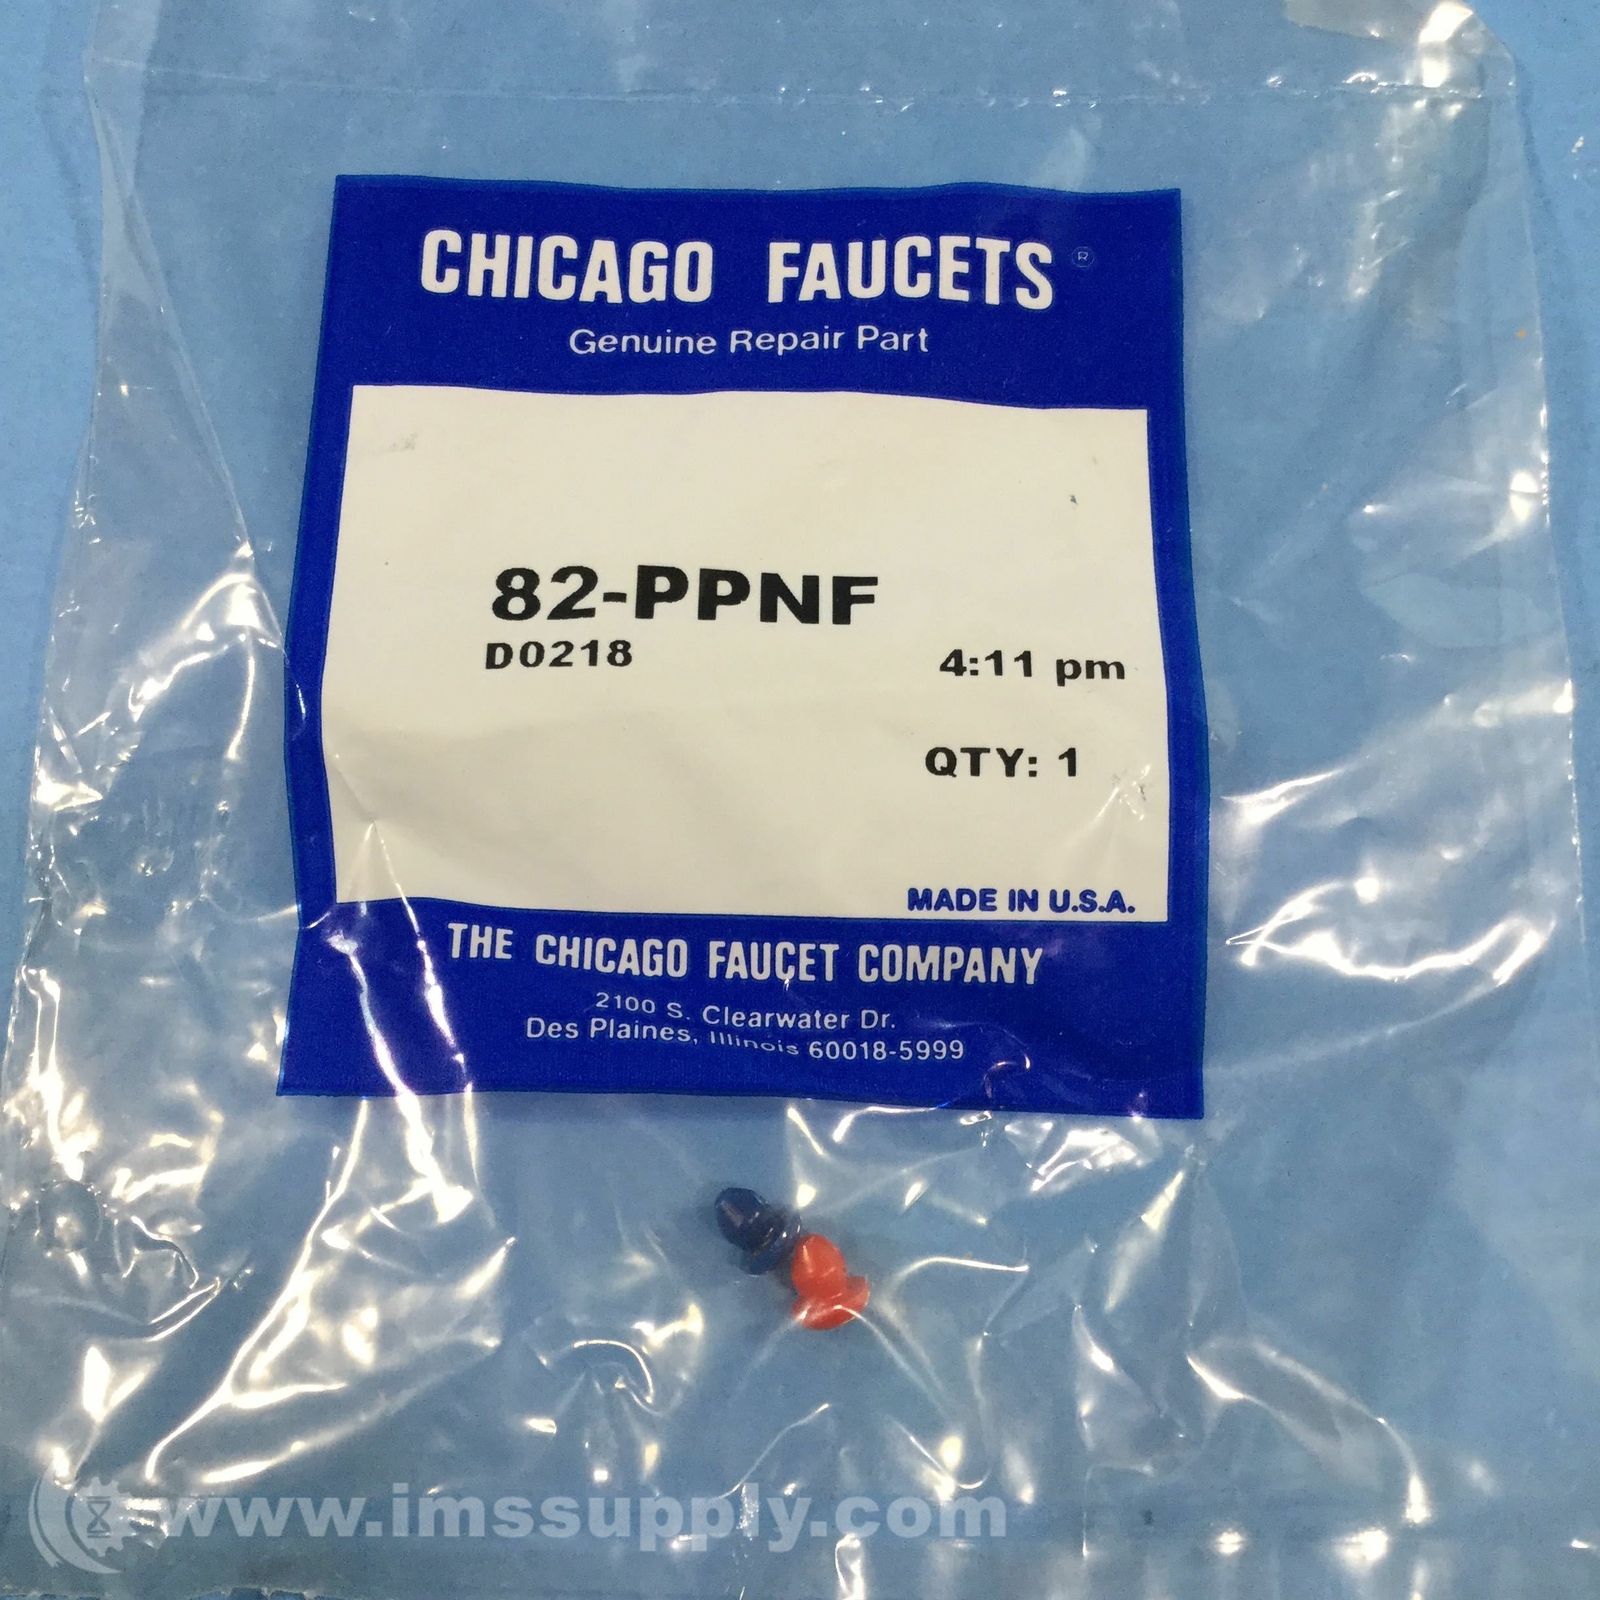 CHICAGO FAUCETS®
Genuine Repair Part
82-PPNF
D0218
4:11 pm
QTY: 1
MADE IN U.S.A.
THE CHICAGO FAUCET COMPANY
2100 S. Clearwater Dr.
Des Plaines, Illinois 60018-5999
www.imssupply.com